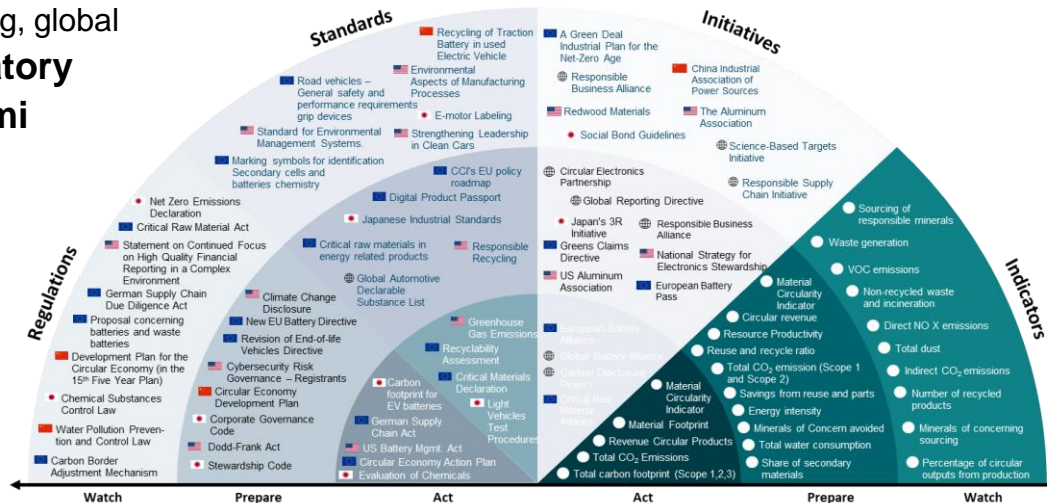 g, global
atory
mi
Standards
Initiatives
Regulations
Indicators
Recycling of Traction
Battery in used
Electric Vehicle
Environmental
Aspects of Manufacturing
Processes
Road vehicles –
General safety and
performance requirements
grip devices
E-motor Labeling
Standard for Environmental
Management Systems.
Strengthening Leadership
in Clean Cars
Marking symbols for identification
Secondary cells and
batteries chemistry
CCI's EU policy
roadmap
Digital Product Passport
Japanese Industrial Standards
Critical raw materials in
energy related products
Responsible
Recycling
Global Automotive
Declarable
Substance List
Greenhouse
Gas Emissions
Recyclability
Assessment
Critical Materials
Declaration
Light
Vehicles
Test
Procedures
A Green Deal
Industrial Plan for the
Net-Zero Age
Responsible
Business Alliance
China Industrial
Association of
Power Sources
Redwood Materials
The Aluminum
Association
Social Bond Guidelines
Science-Based Targets
Initiative
Responsible Supply
Chain Initiative
Circular Electronics
Partnership
Global Reporting Directive
Japan's 3R
Initiative
Responsible Business
Alliance
Greens Claims
Directive
National Strategy for
Electronics Stewardship
US Aluminum
Association
European Battery
Pass
European Battery
Alliance
Global Battery Alliance
Carbon Disclosure
Project
Critical Raw
Material
Alliance
Net Zero Emissions
Declaration
Critical Raw Material Act
Statement on Continued Focus
on High Quality Financial
Reporting in a Complex
Environment
German Supply Chain
Due Diligence Act
Proposal concerning
batteries and waste
batteries
Development Plan for the
Circular Economy (in the
15th Five Year Plan)
Chemical Substances
Control Law
Water Pollution Preven-
tion and Control Law
Carbon Border
Adjustment Mechanism
Climate Change
Disclosure
New EU Battery Directive
Revision of End-of-life
Vehicles Directive
Cybersecurity Risk
Governance – Registrants
Circular Economy
Development Plan
Corporate Governance
Code
Dodd-Frank Act
Stewardship Code
Carbon
footprint for
EV batteries
German Supply
Chain Act
US Battery Mgmt. Act
Circular Economy Action Plan
Evaluation of Chemicals
Material
Circularity
Indicator
Material Footprint
Revenue Circular Products
Total CO2 Emissions
Total carbon footprint (Scope 1,2,3)
Material
Circularity
Indicator
Circular revenue
Resource Productivity
Reuse and recycle ratio
Total CO2 emission (Scope 1
and Scope 2)
Savings from reuse and parts
Energy intensity
Minerals of Concern avoided
Total water consumption
Share of secondary
materials
Sourcing of
responsible minerals
Waste generation
VOC emissions
Non-recycled waste
and incineration
Direct NO X emissions
Total dust
Indirect CO2 emissions
Number of recycled
products
Minerals of concerning
sourcing
Percentage of circular
outputs from production
Watch
Prepare
Act
Act
Prepare
Watch